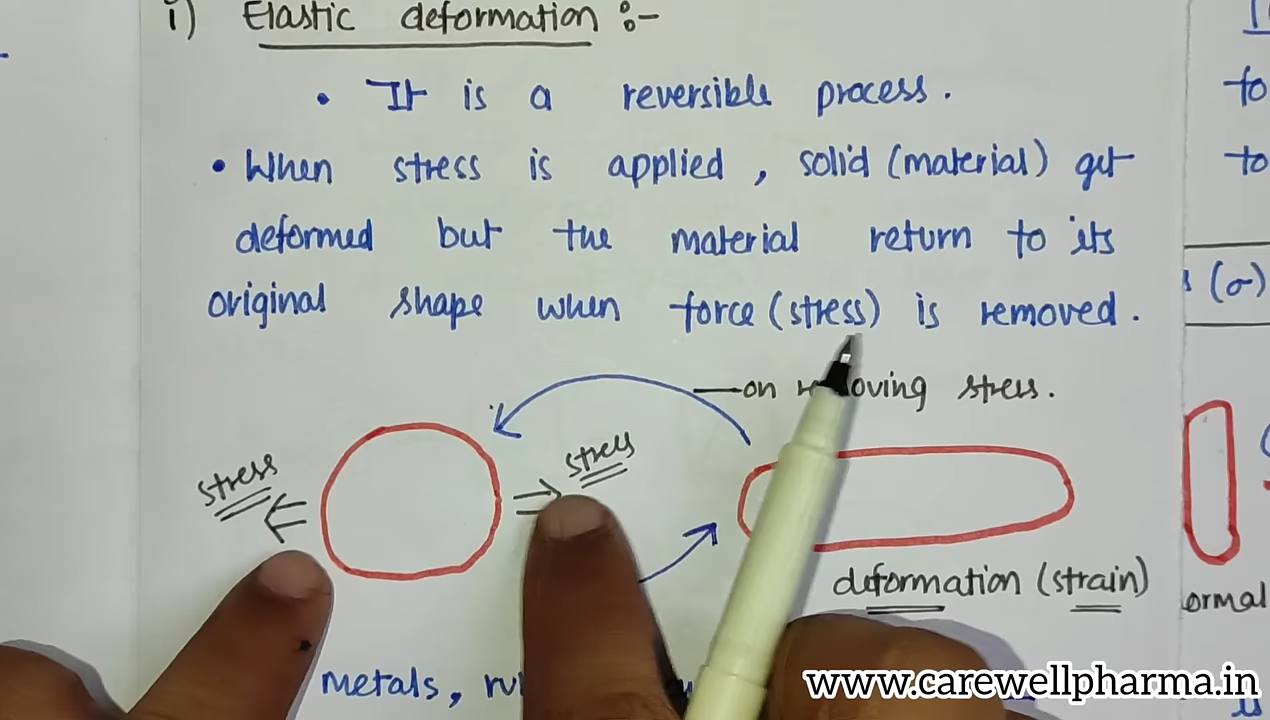 i) Elastic deformation :-
• It is a reversible process.
• When stress is applied, solid (material) get
deformed but the material return to its
original shape when force (stress) is removed.
on removing stress.
stress
stress
deformation (strain)
metals,
to
to
(σ)
ormal
www.carewellpharma.in